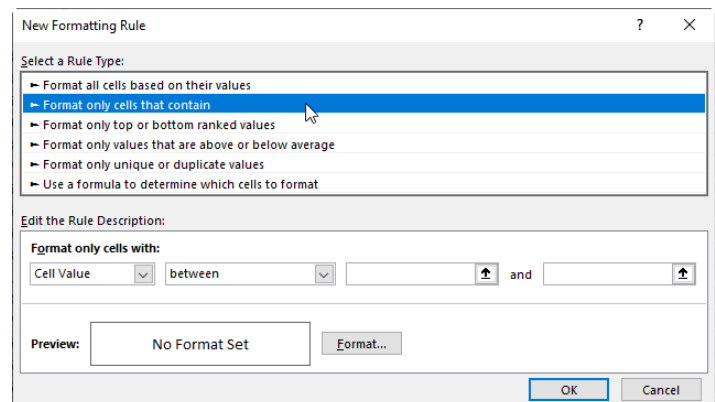 New Formatting Rule ? ×
Select a Rule Type:
► Format all cells based on their values
► Format only cells that contain
► Format only top or bottom ranked values
► Format only values that are above or below average
► Format only unique or duplicate values
► Use a formula to determine which cells to format
Edit the Rule Description:
Format only cells with:
Cell Value between and
Preview: No Format Set Format...
OK Cancel